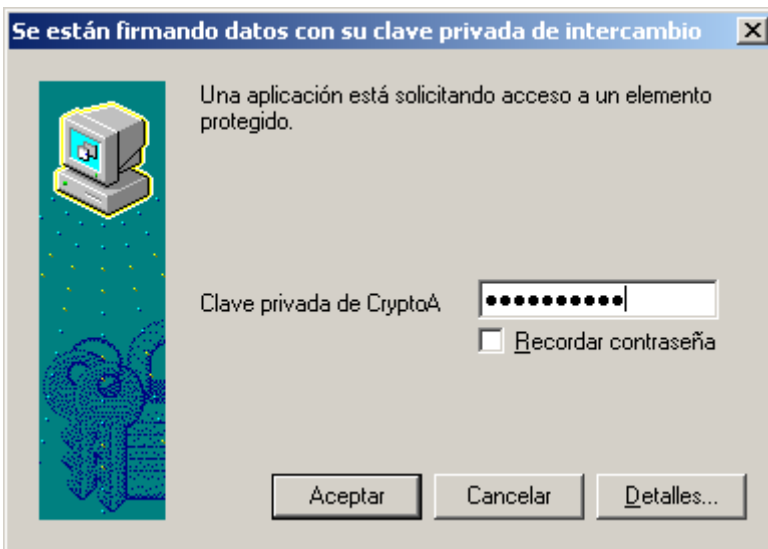 Se están firmando datos con su clave privada de intercambio
Una aplicación está solicitando acceso a un elemento
protegido.
Clave privada de CryptoA ●●●●●●●●●●
Recordar contraseña
Aceptar Cancelar Detalles...